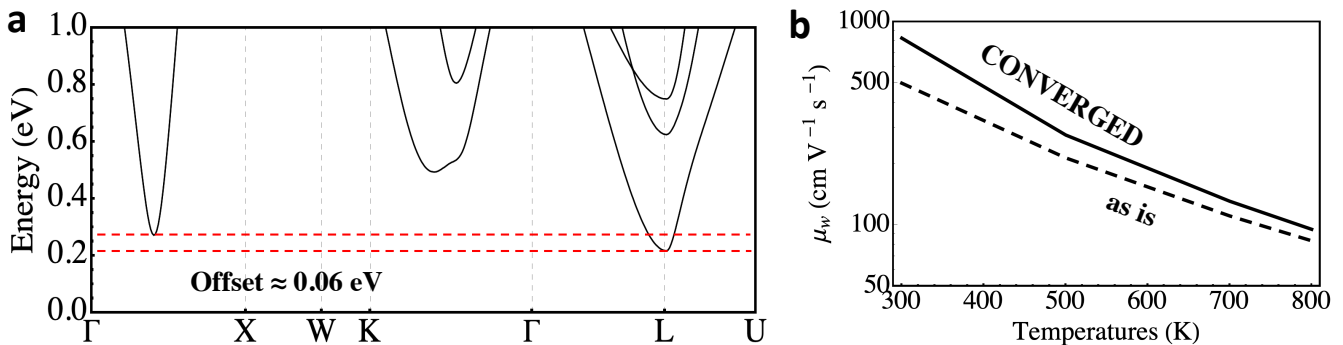 a
1.0
0.8
0.6
0.4
0.2
0.0
Energy (eV)
Offset ≈ 0.06 eV
Γ X W K Γ L U
b
1000
500
100
50
μw (cm V⁻¹ s⁻¹)
CONVERGED
as is
300 400 500 600 700 800
Temperatures (K)